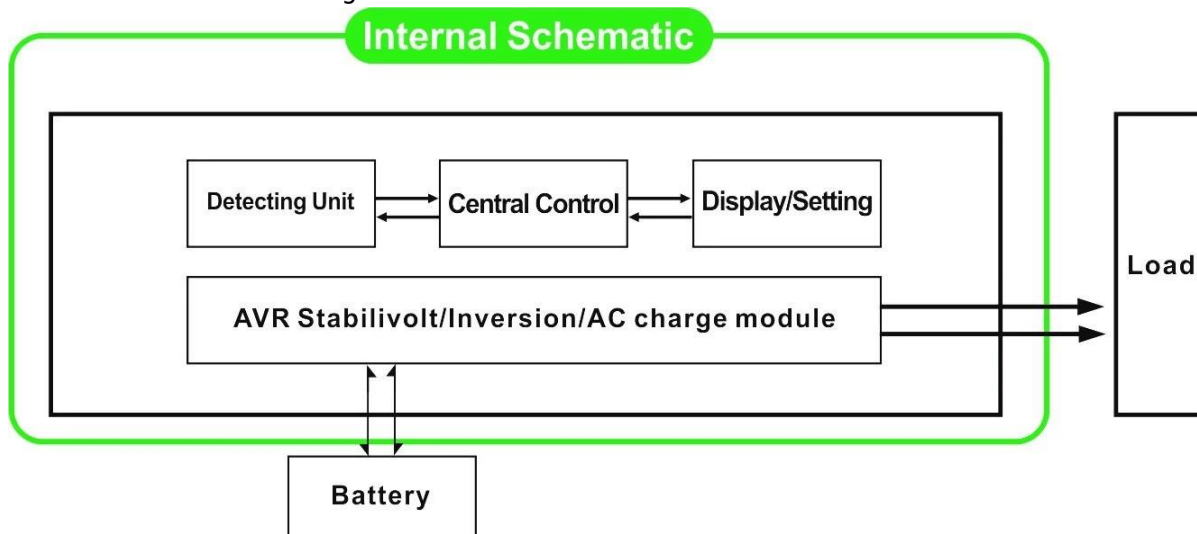 Internal Schematic
Detecting Unit
Central Control
Display/Setting
AVR Stabilivolt/Inversion/AC charge module
Load
Battery